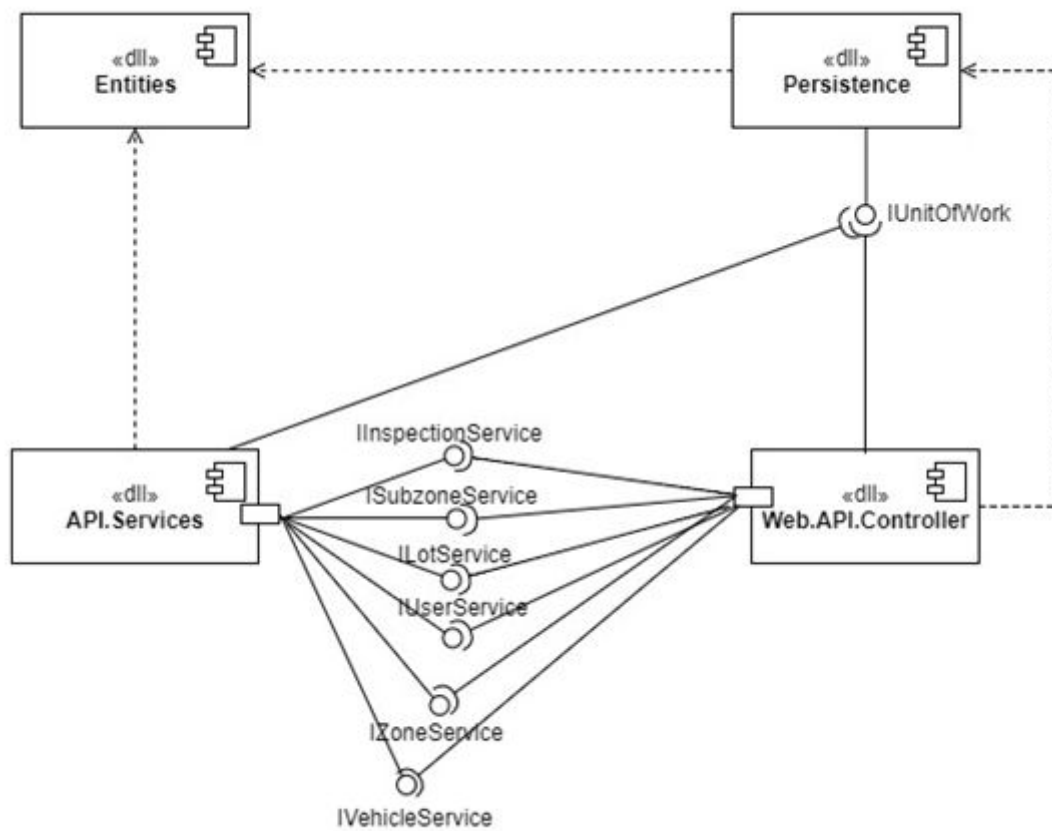 «dll»
Entities
«dll»
Persistence
IUnitOfWork
IInspectionService
«dll»
API.Services
ISubzoneService
«dll»
Web.API.Controller
ILotService
IUserService
IZoneService
IVehicleService